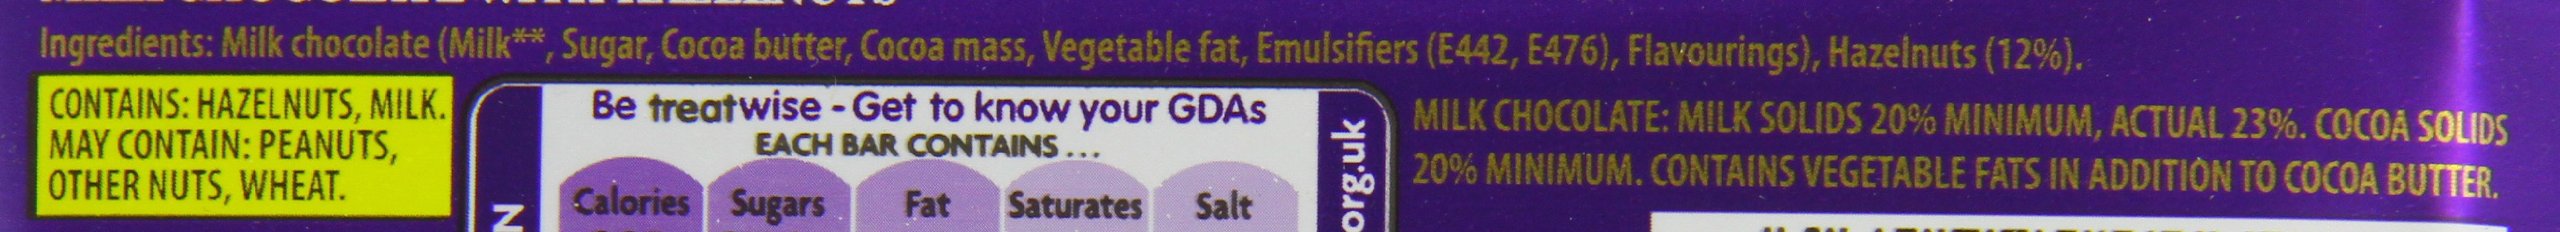 Ingredients: Milk chocolate (Milk**, Sugar, Cocoa butter, Cocoa mass, Vegetable fat, Emulsifiers (E442, E476), Flavourings), Hazelnuts (12%).
CONTAINS: HAZELNUTS, MILK.
MAY CONTAIN: PEANUTS,
OTHER NUTS, WHEAT.
Be treatwise - Get to know your GDAs
EACH BAR CONTAINS ...
Calories Sugars Fat Saturates Salt
org.uk
MILK CHOCOLATE: MILK SOLIDS 20% MINIMUM, ACTUAL 23%. COCOA SOLIDS
20% MINIMUM. CONTAINS VEGETABLE FATS IN ADDITION TO COCOA BUTTER.